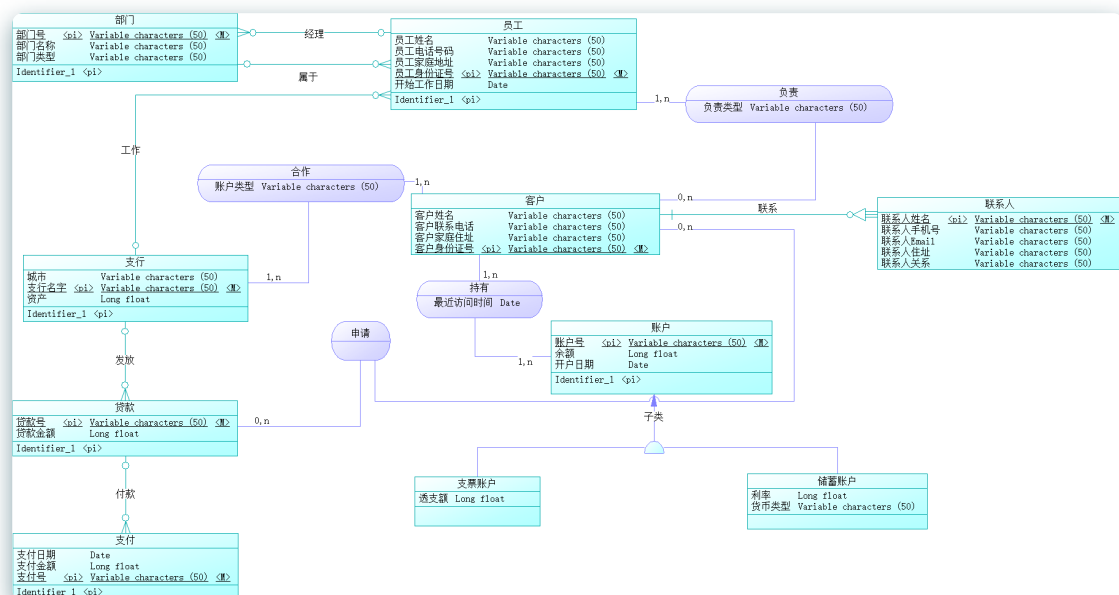 部门
部门号 <pi> Variable characters (50) <M>
部门名称 Variable characters (50)
部门类型 Variable characters (50)
Identifier_1 <pi>
经理
属于
员工
员工姓名 Variable characters (50)
员工电话号码 Variable characters (50)
员工家庭地址 Variable characters (50)
员工身份证号 <pi> Variable characters (50) <M>
开始工作日期 Date
Identifier_1 <pi>
1,n
负责
负责类型 Variable characters (50)
工作
合作
账户类型 Variable characters (50)
1,n
客户
客户姓名 Variable characters (50)
客户联系电话 Variable characters (50)
客户家庭住址 Variable characters (50)
客户身份证号 <pi> Variable characters (50) <M>
0,n
联系
0,n
联系人
联系人姓名 <pi> Variable characters (50) <M>
联系人手机号 Variable characters (50)
联系人Email Variable characters (50)
联系人住址 Variable characters (50)
联系人关系 Variable characters (50)
支行
城市 Variable characters (50)
支行名字 <pi> Variable characters (50) <M>
资产 Long float
Identifier_1 <pi>
1,n
1,n
持有
最近访问时间 Date
1,n
申请
账户
账户号 <pi> Variable characters (50) <M>
余额 Long float
开户日期 Date
Identifier_1 <pi>
发放
贷款
贷款号 <pi> Variable characters (50) <M>
贷款金额 Long float
Identifier_1 <pi>
0,n
子类
支票账户
透支额 Long float
储蓄账户
利率 Long float
货币类型 Variable characters (50)
付款
支付
支付日期 Date
支付金额 Long float
支付号 <pi> Variable characters (50) <M>
Identifier_1 <pi>